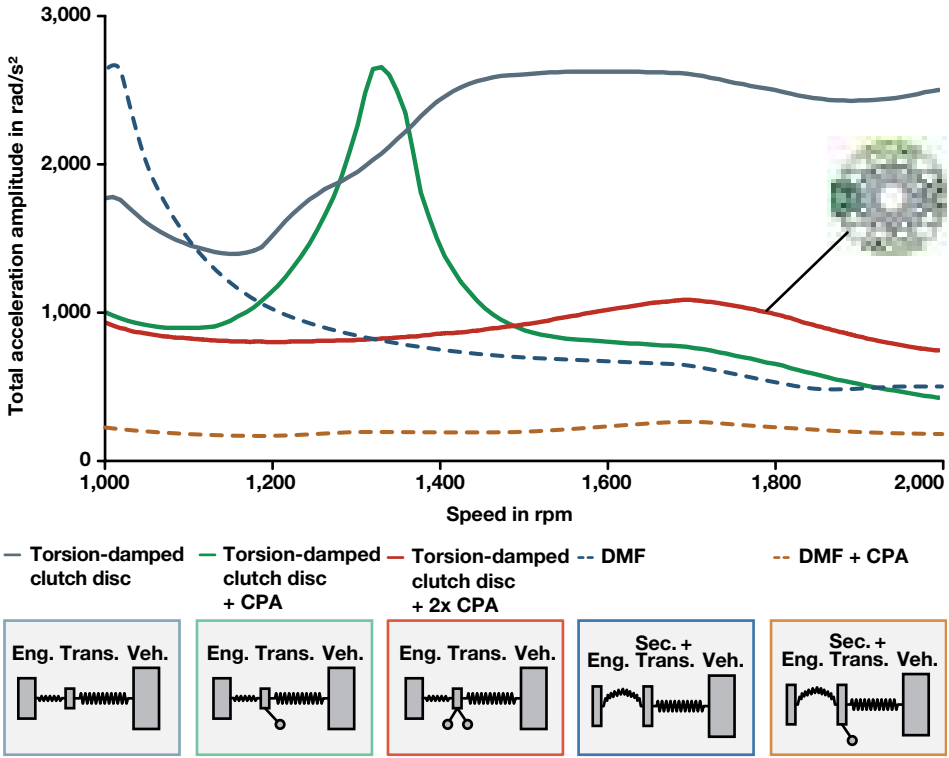 3,000
2,000
1,000
0
Total acceleration amplitude in rad/s²
1,000 1,200 1,400 1,600 1,800 2,000
Speed in rpm
Torsion-damped
clutch disc
Torsion-damped
clutch disc
+ CPA
Torsion-damped
clutch disc
+ 2x CPA
DMF
DMF + CPA
Eng. Trans. Veh.
Eng. Trans. Veh.
Eng. Trans. Veh.
Sec. +
Eng. Trans. Veh.
Sec. +
Eng. Trans. Veh.